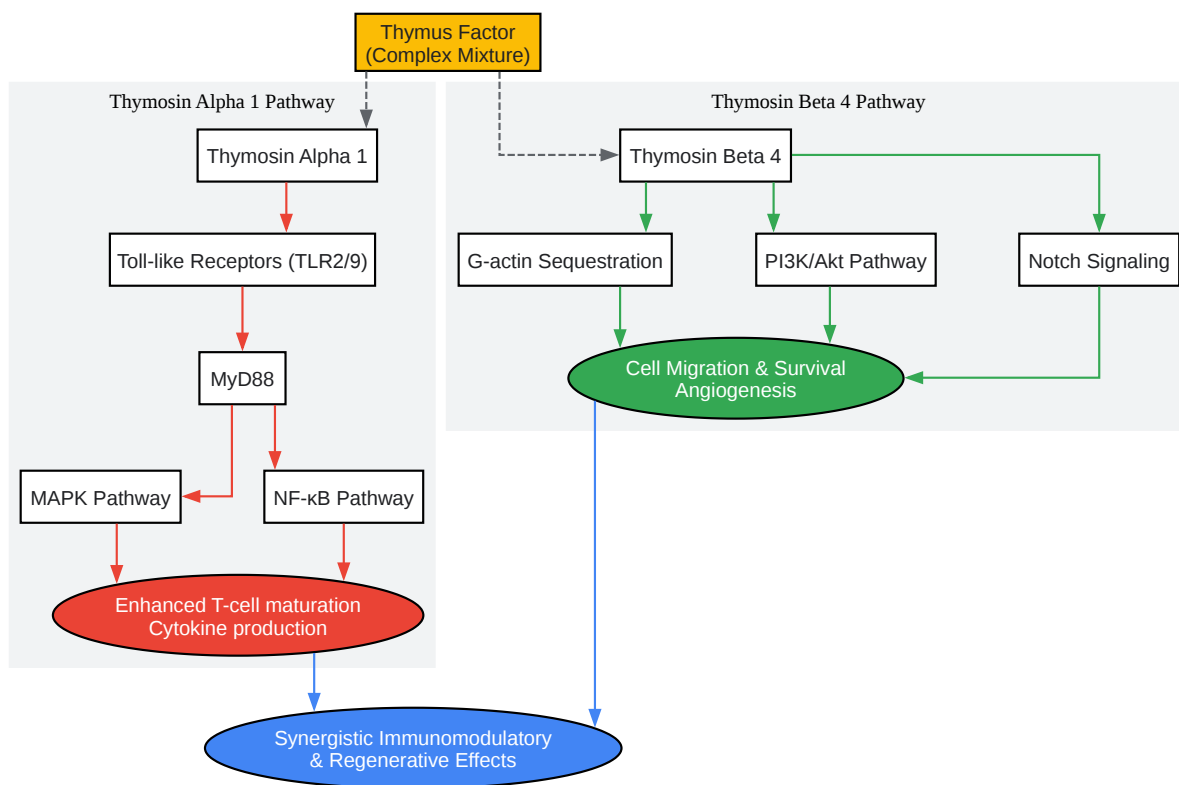 Thymus Factor
(Complex Mixture)
Thymosin Alpha 1 Pathway
Thymosin Beta 4 Pathway
Thymosin Alpha 1
Thymosin Beta 4
Toll-like Receptors (TLR2/9)
G-actin Sequestration
PI3K/Akt Pathway
Notch Signaling
MyD88
Cell Migration & Survival
Angiogenesis
MAPK Pathway
NF-κB Pathway
Enhanced T-cell maturation
Cytokine production
Synergistic Immunomodulatory
& Regenerative Effects